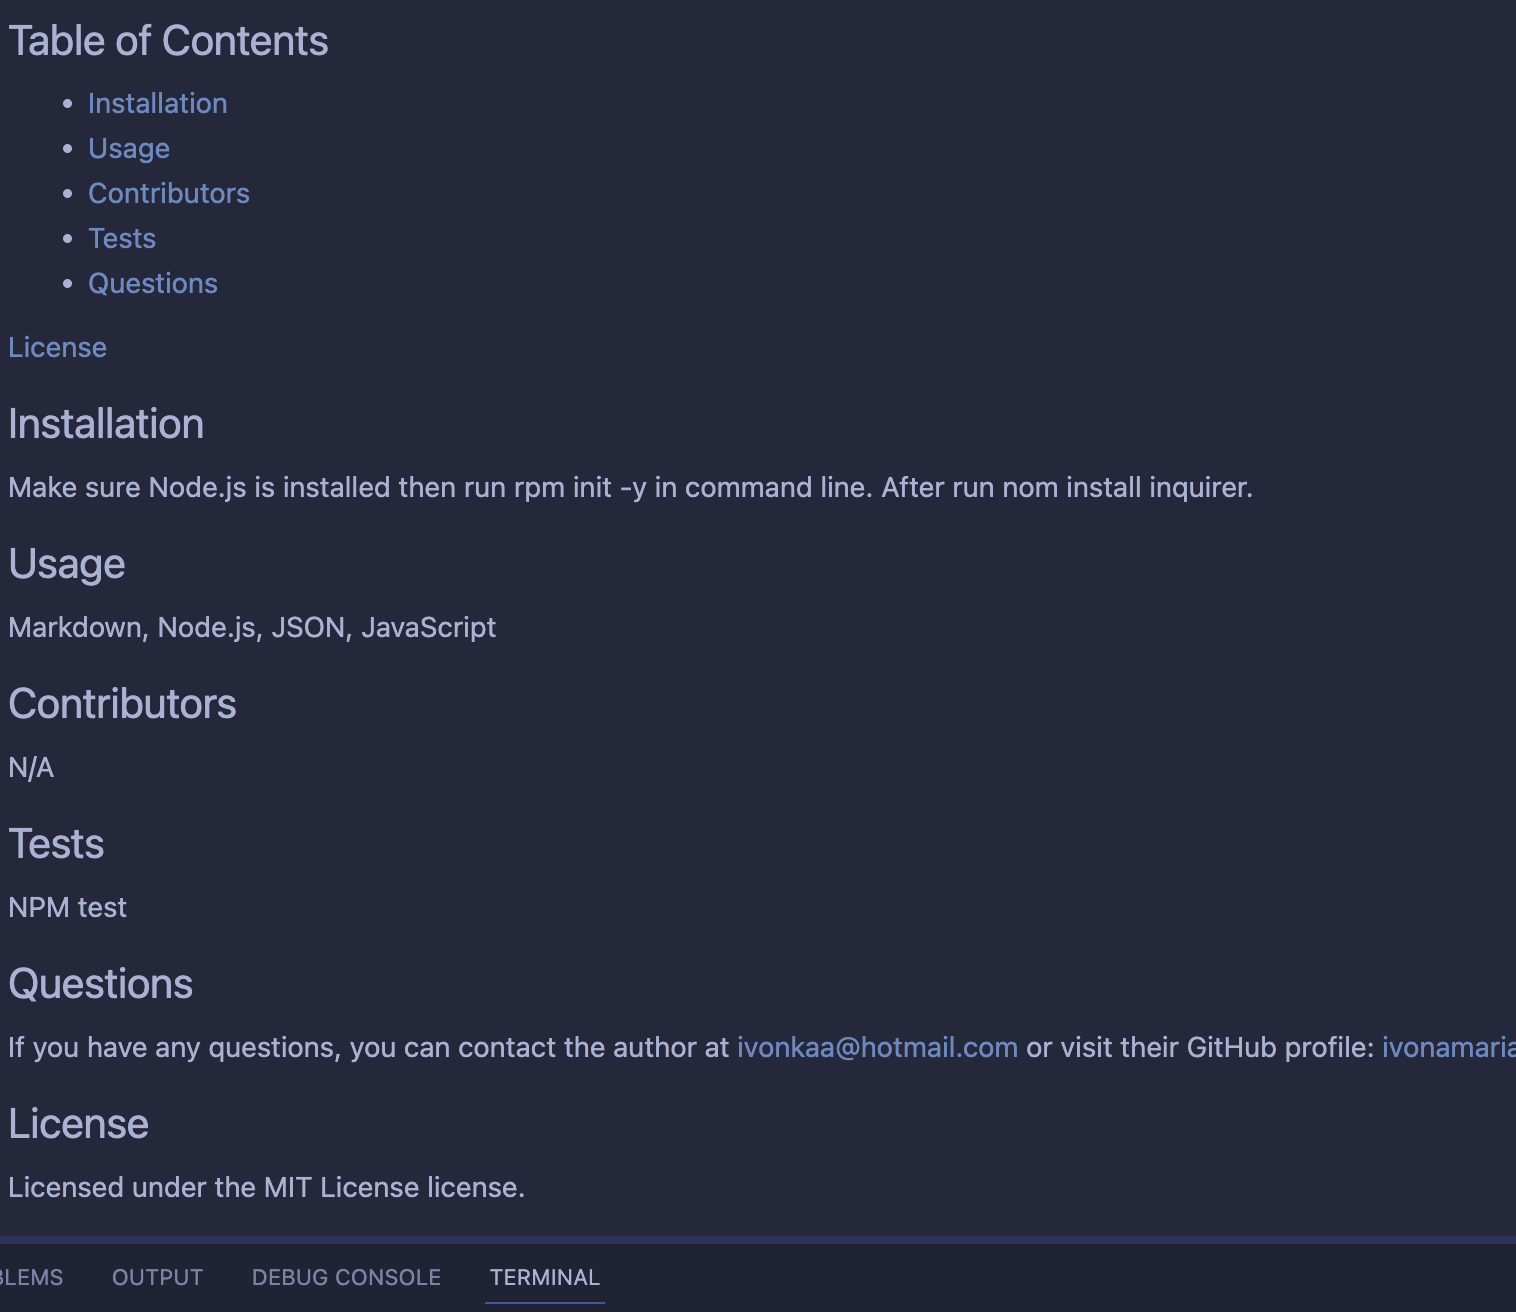 Table of Contents
Installation
Usage
Contributors
Tests
Questions
License
Installation
Make sure Node.js is installed then run rpm init -y in command line. After run nom install inquirer.
Usage
Markdown, Node.js, JSON, JavaScript
Contributors
N/A
Tests
NPM test
Questions
If you have any questions, you can contact the author at ivonkaa@hotmail.com or visit their GitHub profile: ivonamaria
License
Licensed under the MIT License license.
BLEMS OUTPUT DEBUG CONSOLE TERMINAL